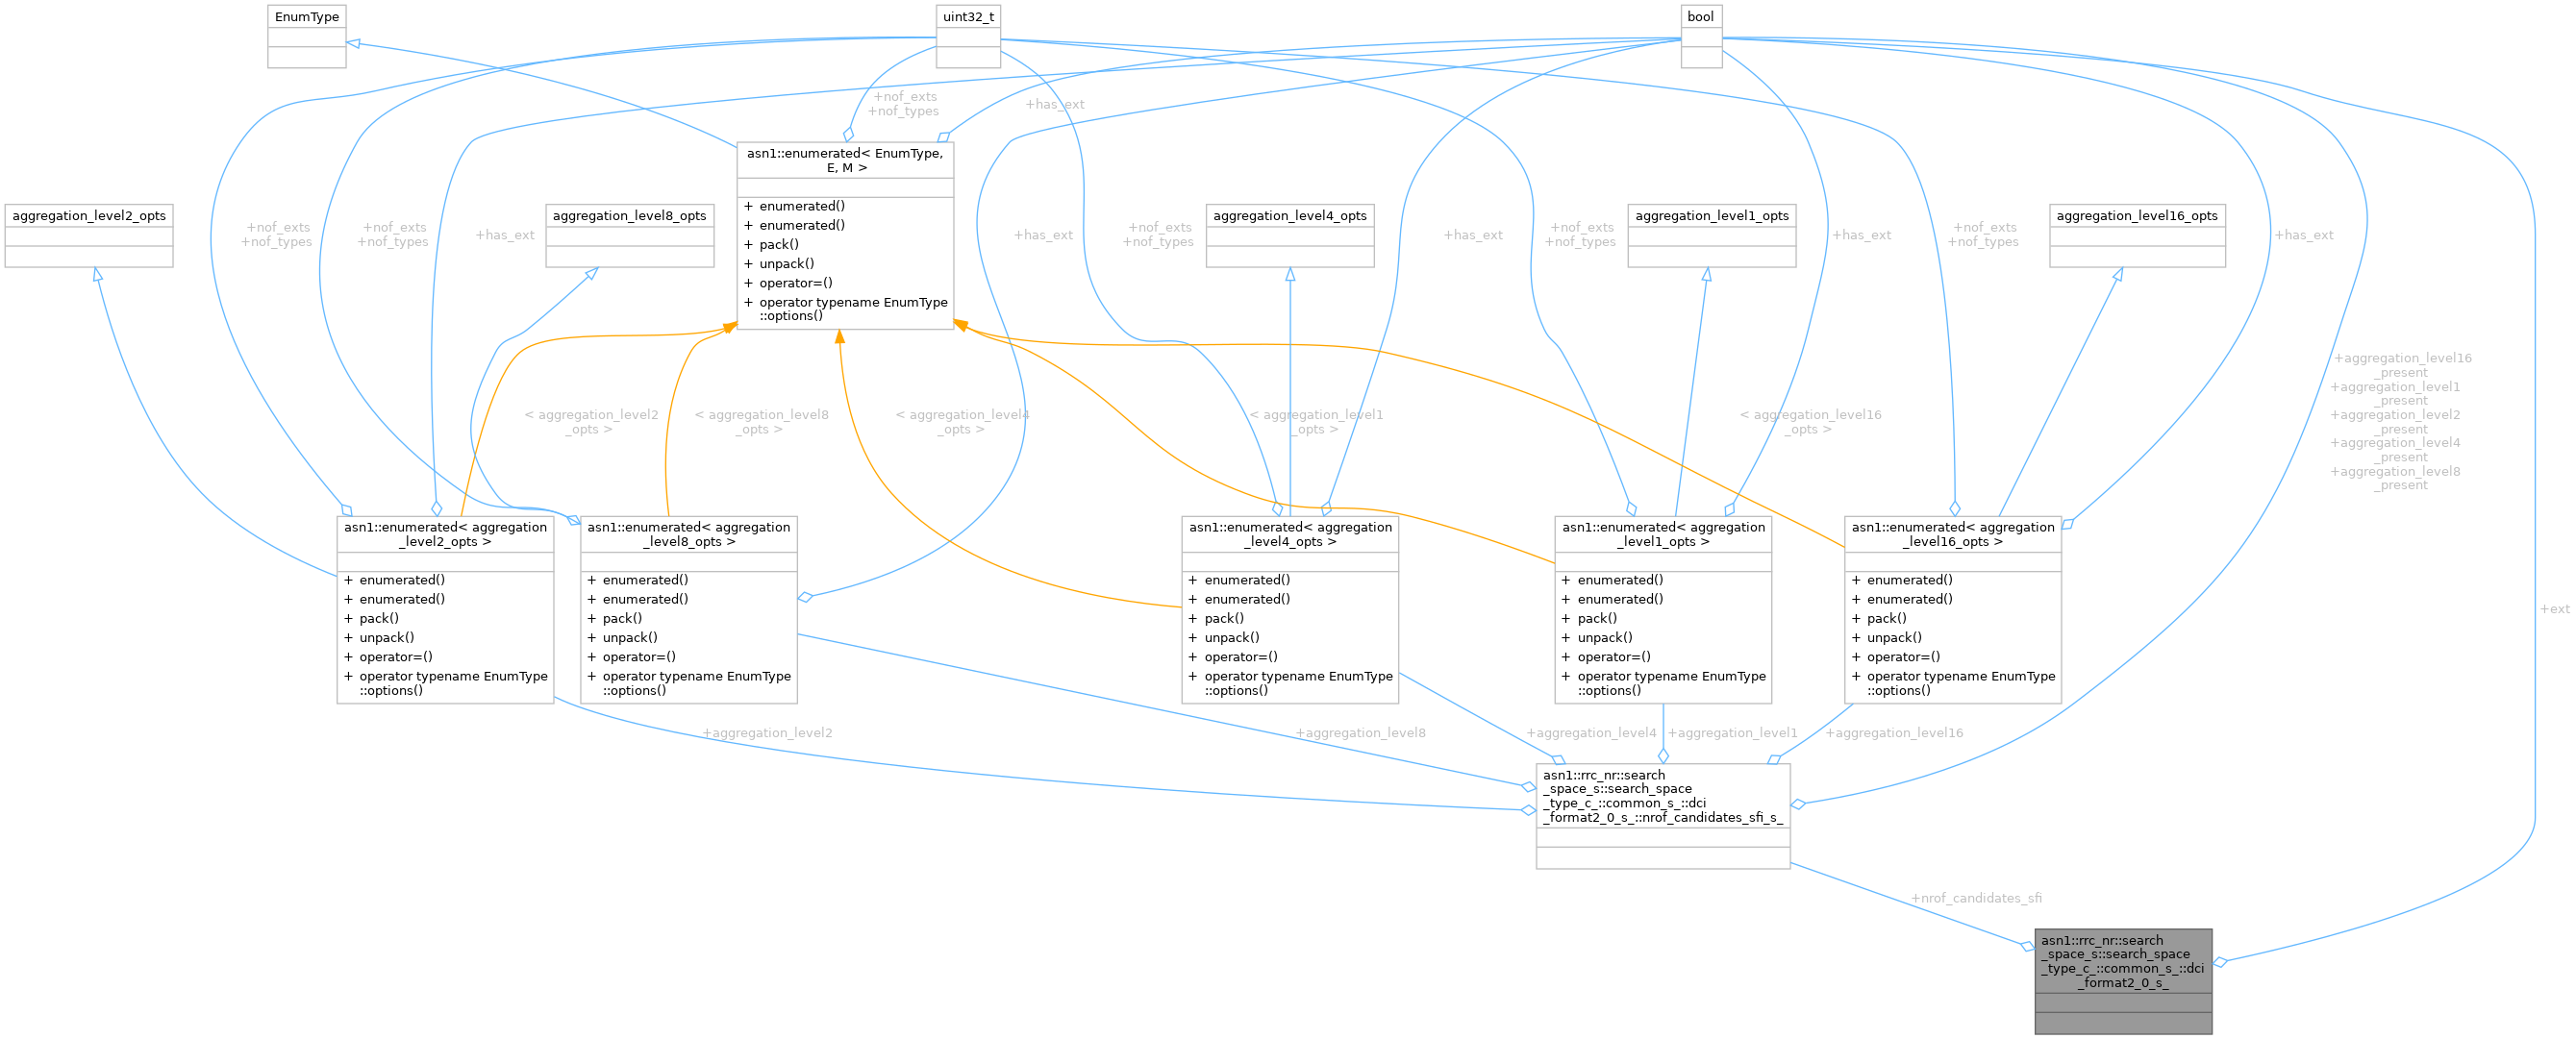 EnumType
uint32_t
bool
+nof_exts
+nof_types
+has_ext
asn1::enumerated< EnumType,
E, M >
+ enumerated()
+ enumerated()
+ pack()
+ unpack()
+ operator=()
+ operator typename EnumType
::options()
aggregation_level2_opts
aggregation_level8_opts
aggregation_level4_opts
aggregation_level1_opts
aggregation_level16_opts
+nof_exts
+nof_types
+nof_exts
+nof_types
+has_ext
+has_ext
+nof_exts
+nof_types
+has_ext
+nof_exts
+nof_types
+has_ext
+nof_exts
+nof_types
+has_ext
< aggregation_level2
_opts >
< aggregation_level8
_opts >
< aggregation_level4
_opts >
< aggregation_level1
_opts >
< aggregation_level16
_opts >
+aggregation_level16
_present
+aggregation_level1
_present
+aggregation_level2
_present
+aggregation_level4
_present
+aggregation_level8
_present
asn1::enumerated< aggregation
_level2_opts >
+ enumerated()
+ enumerated()
+ pack()
+ unpack()
+ operator=()
+ operator typename EnumType
::options()
asn1::enumerated< aggregation
_level8_opts >
+ enumerated()
+ enumerated()
+ pack()
+ unpack()
+ operator=()
+ operator typename EnumType
::options()
asn1::enumerated< aggregation
_level4_opts >
+ enumerated()
+ enumerated()
+ pack()
+ unpack()
+ operator=()
+ operator typename EnumType
::options()
asn1::enumerated< aggregation
_level1_opts >
+ enumerated()
+ enumerated()
+ pack()
+ unpack()
+ operator=()
+ operator typename EnumType
::options()
asn1::enumerated< aggregation
_level16_opts >
+ enumerated()
+ enumerated()
+ pack()
+ unpack()
+ operator=()
+ operator typename EnumType
::options()
+ext
+aggregation_level2
+aggregation_level8
+aggregation_level4
+aggregation_level1
+aggregation_level16
asn1::rrc_nr::search
_space_s::search_space
_type_c_::common_s_::dci
_format2_0_s_::nrof_candidates_sfi_s_
+nrof_candidates_sfi
asn1::rrc_nr::search
_space_s::search_space
_type_c_::common_s_::dci
_format2_0_s_